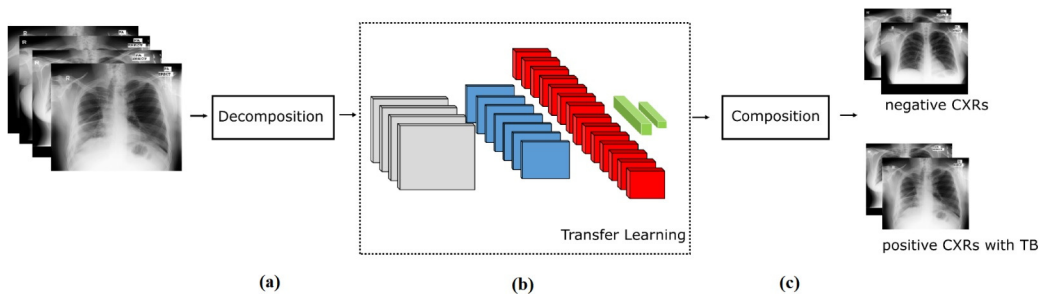 Decomposition
Transfer Learning
Composition
negative CXRs
positive CXRs with TB
(a)
(b)
(c)